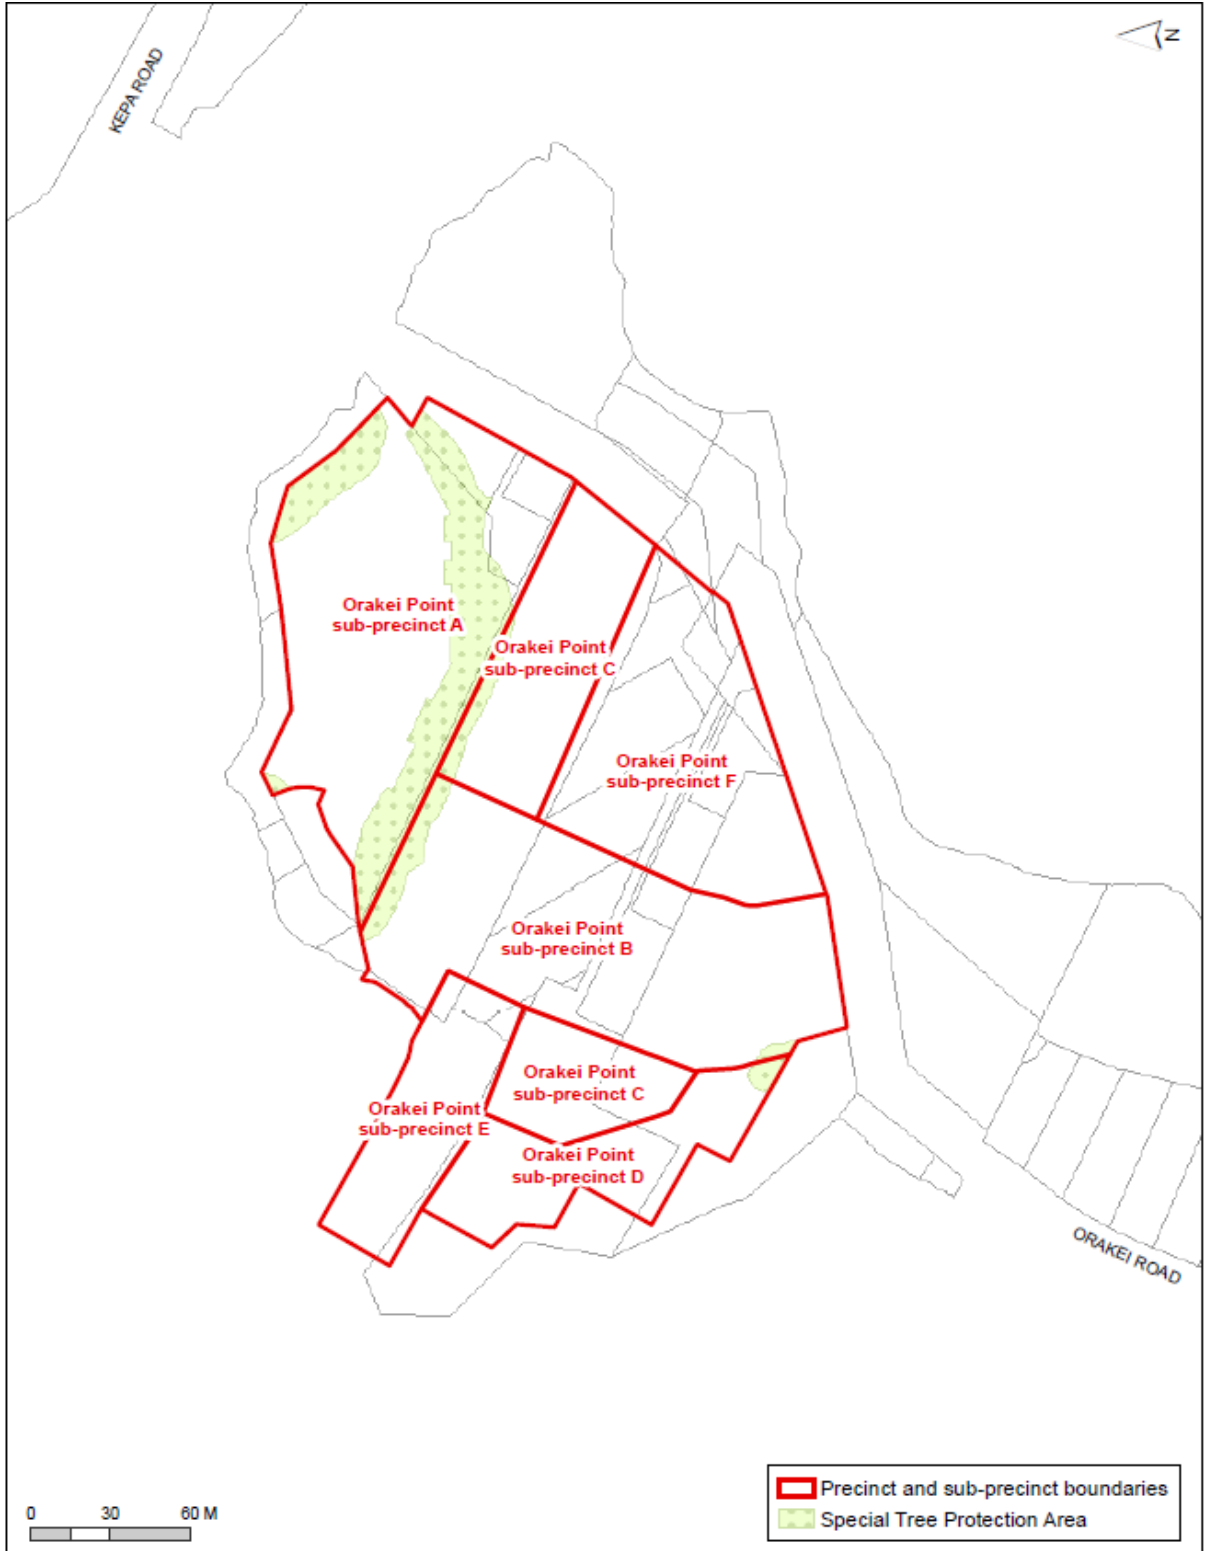 N
KEPA ROAD
Orakei Point
sub-precinct A
Orakei Point
sub-precinct C
Orakei Point
sub-precinct F
Orakei Point
sub-precinct B
Orakei Point
sub-precinct C
Orakei Point
sub-precinct E
Orakei Point
sub-precinct D
ORAKEI ROAD
0 30 60 M
Precinct and sub-precinct boundaries
Special Tree Protection Area